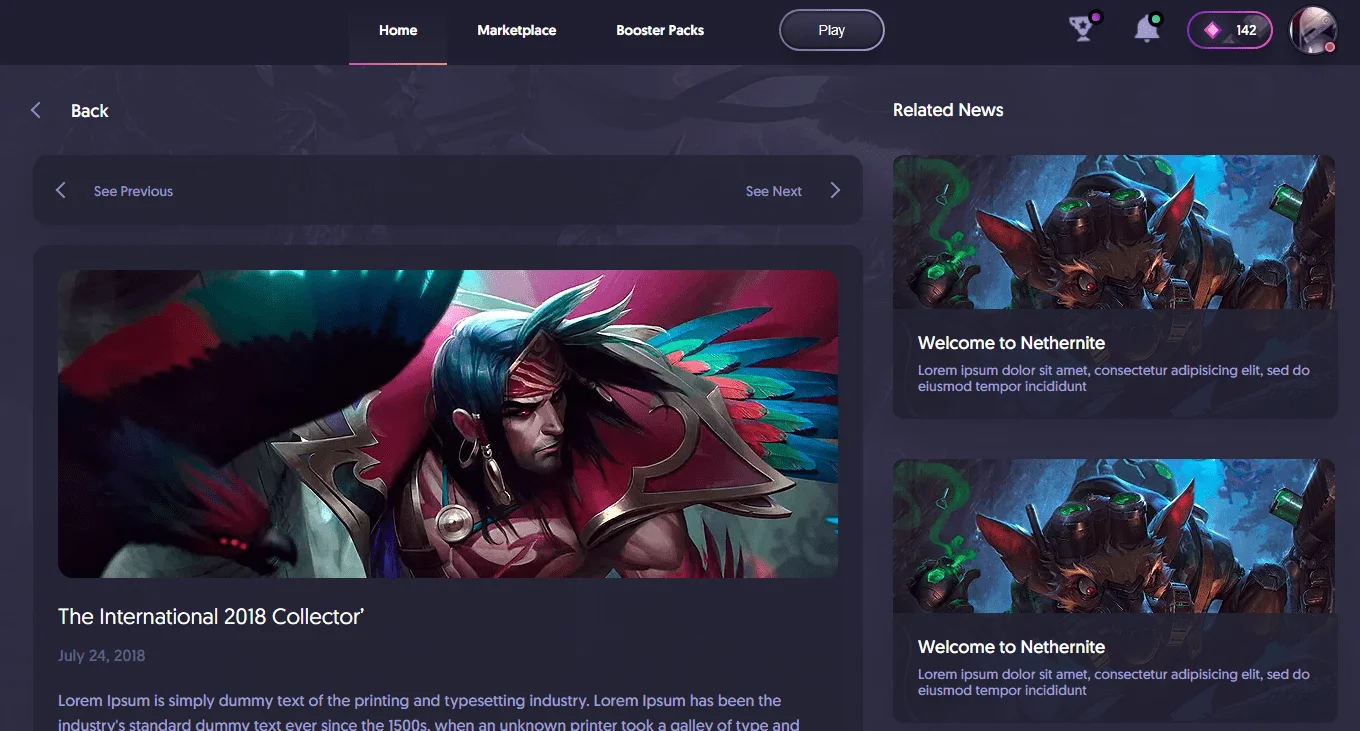 Home
Marketplace
Booster Packs
Play
142
Back
See Previous
See Next
The International 2018 Collector'
July 24, 2018
Lorem Ipsum is simply dummy text of the printing and typesetting industry. Lorem Ipsum has been the
industry's standard dummy text ever since the 1500s, when an unknown printer took a galley of type and
Related News
Welcome to Nethernite
Lorem ipsum dolor sit amet, consectetur adipisicing elit, sed do
eiusmod tempor incididunt
Welcome to Nethernite
Lorem ipsum dolor sit amet, consectetur adipisicing elit, sed do
eiusmod tempor incididunt